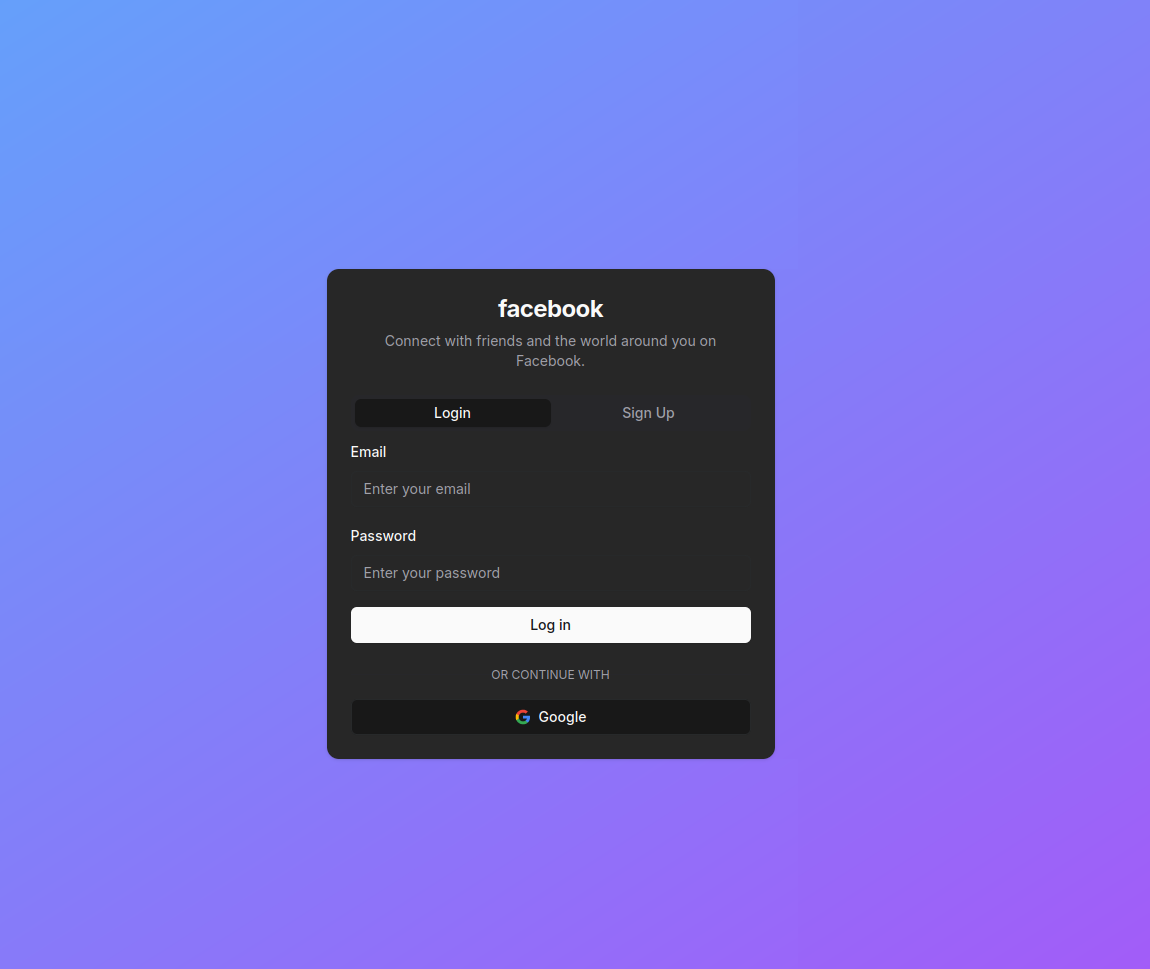 facebook
Connect with friends and the world around you on
Facebook.
Login
Sign Up
Email
Enter your email
Password
Enter your password
Log in
OR CONTINUE WITH
Google